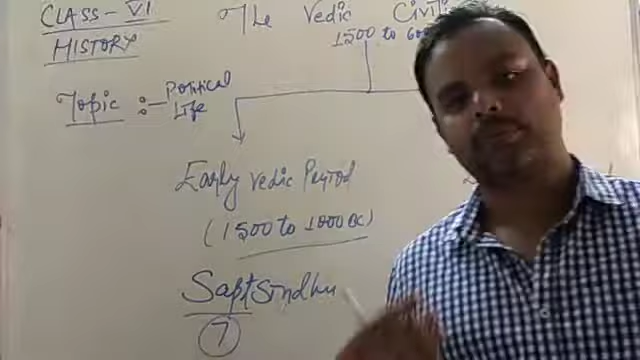 CLASS - VI
The Vedic
HISTORY
1500 to 600
Topic :- Political
Life
Early Vedic Period
(1500 to 1000 BC)
SaptSindhu
7